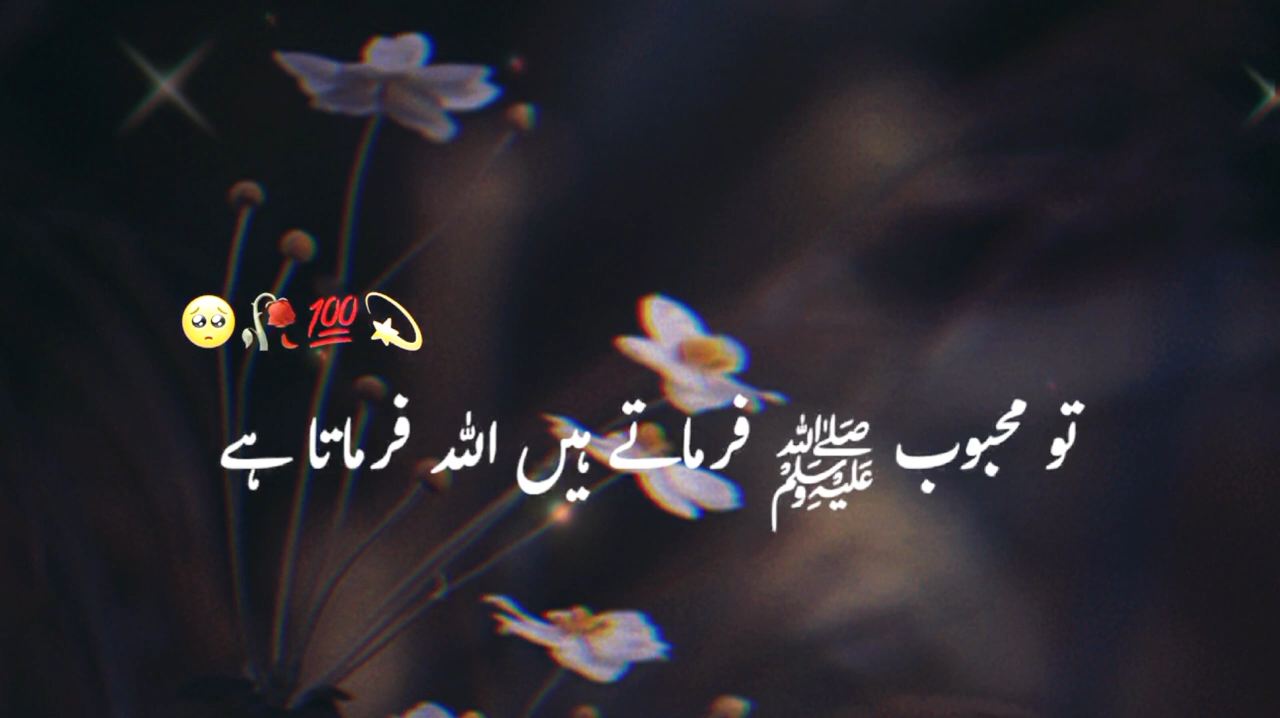 🥺🥀💯💫
تو محبوب ﷺ فرماتے ہیں اللہ فرماتا ہے